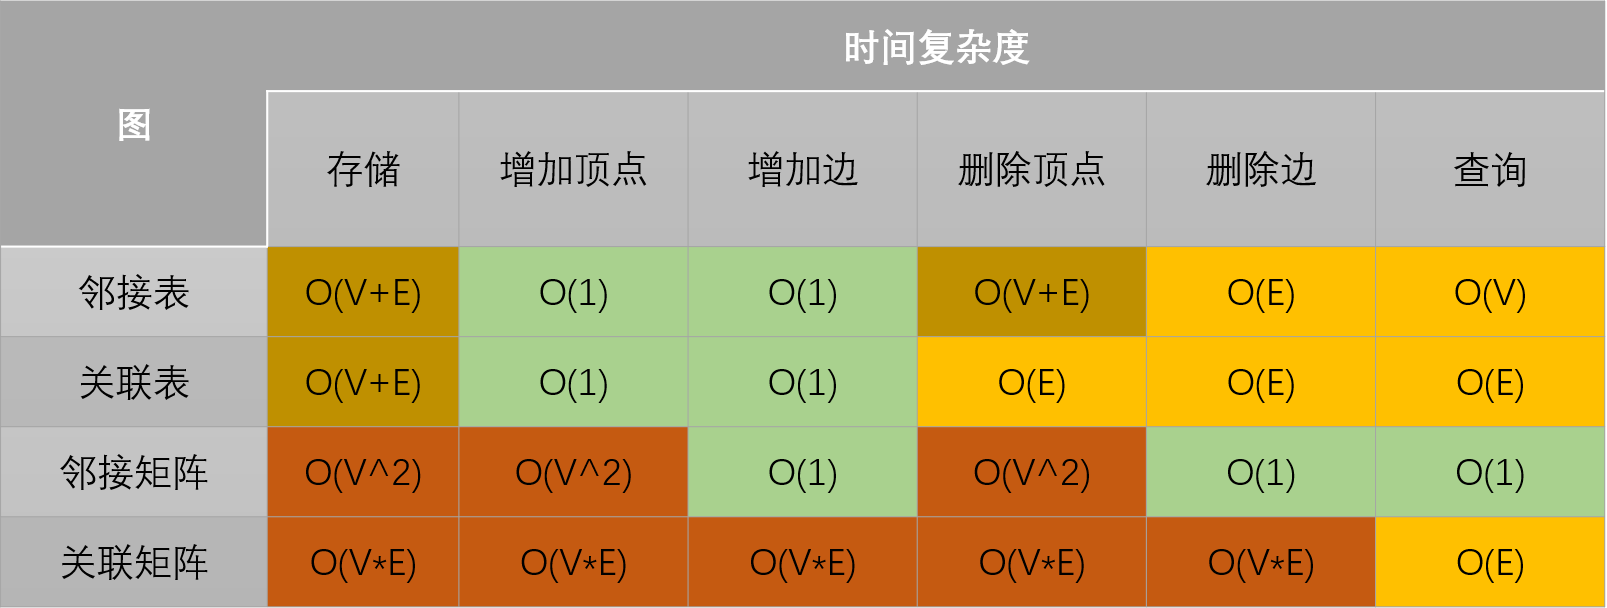 时间复杂度
图
存储 增加顶点 增加边 删除顶点 删除边 查询
邻接表 O(V+E) O(1) O(1) O(V+E) O(E) O(V)
关联表 O(V+E) O(1) O(1) O(E) O(E) O(E)
邻接矩阵 O(V^2) O(V^2) O(1) O(V^2) O(1) O(1)
关联矩阵 O(V*E) O(V*E) O(V*E) O(V*E) O(V*E) O(E)